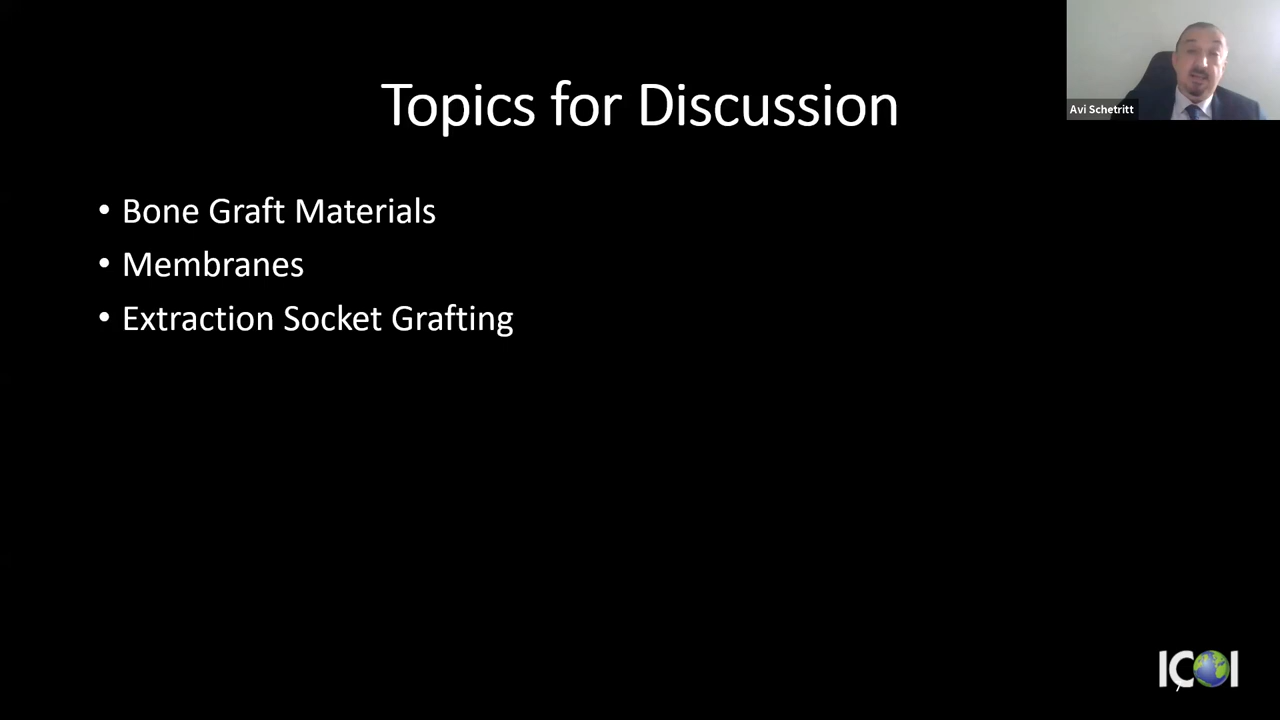 Topics for Discussion
Avi Schetritt
• Bone Graft Materials
• Membranes
• Extraction Socket Grafting
ICOI